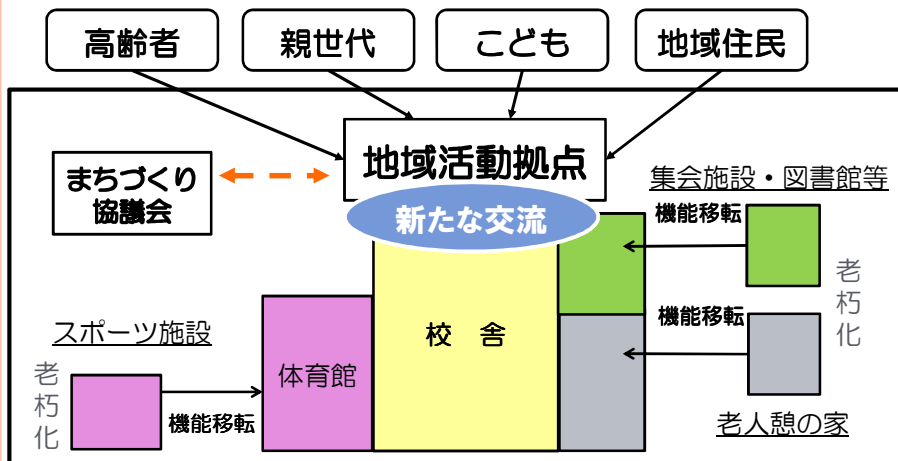 高齢者
親世代
こども
地域住民
地域活動拠点
まちづくり
協議会
新たな交流
集会施設・図書館等
機能移転
老朽化
機能移転
校 舎
スポーツ施設
体育館
老朽化
機能移転
老人憩の家